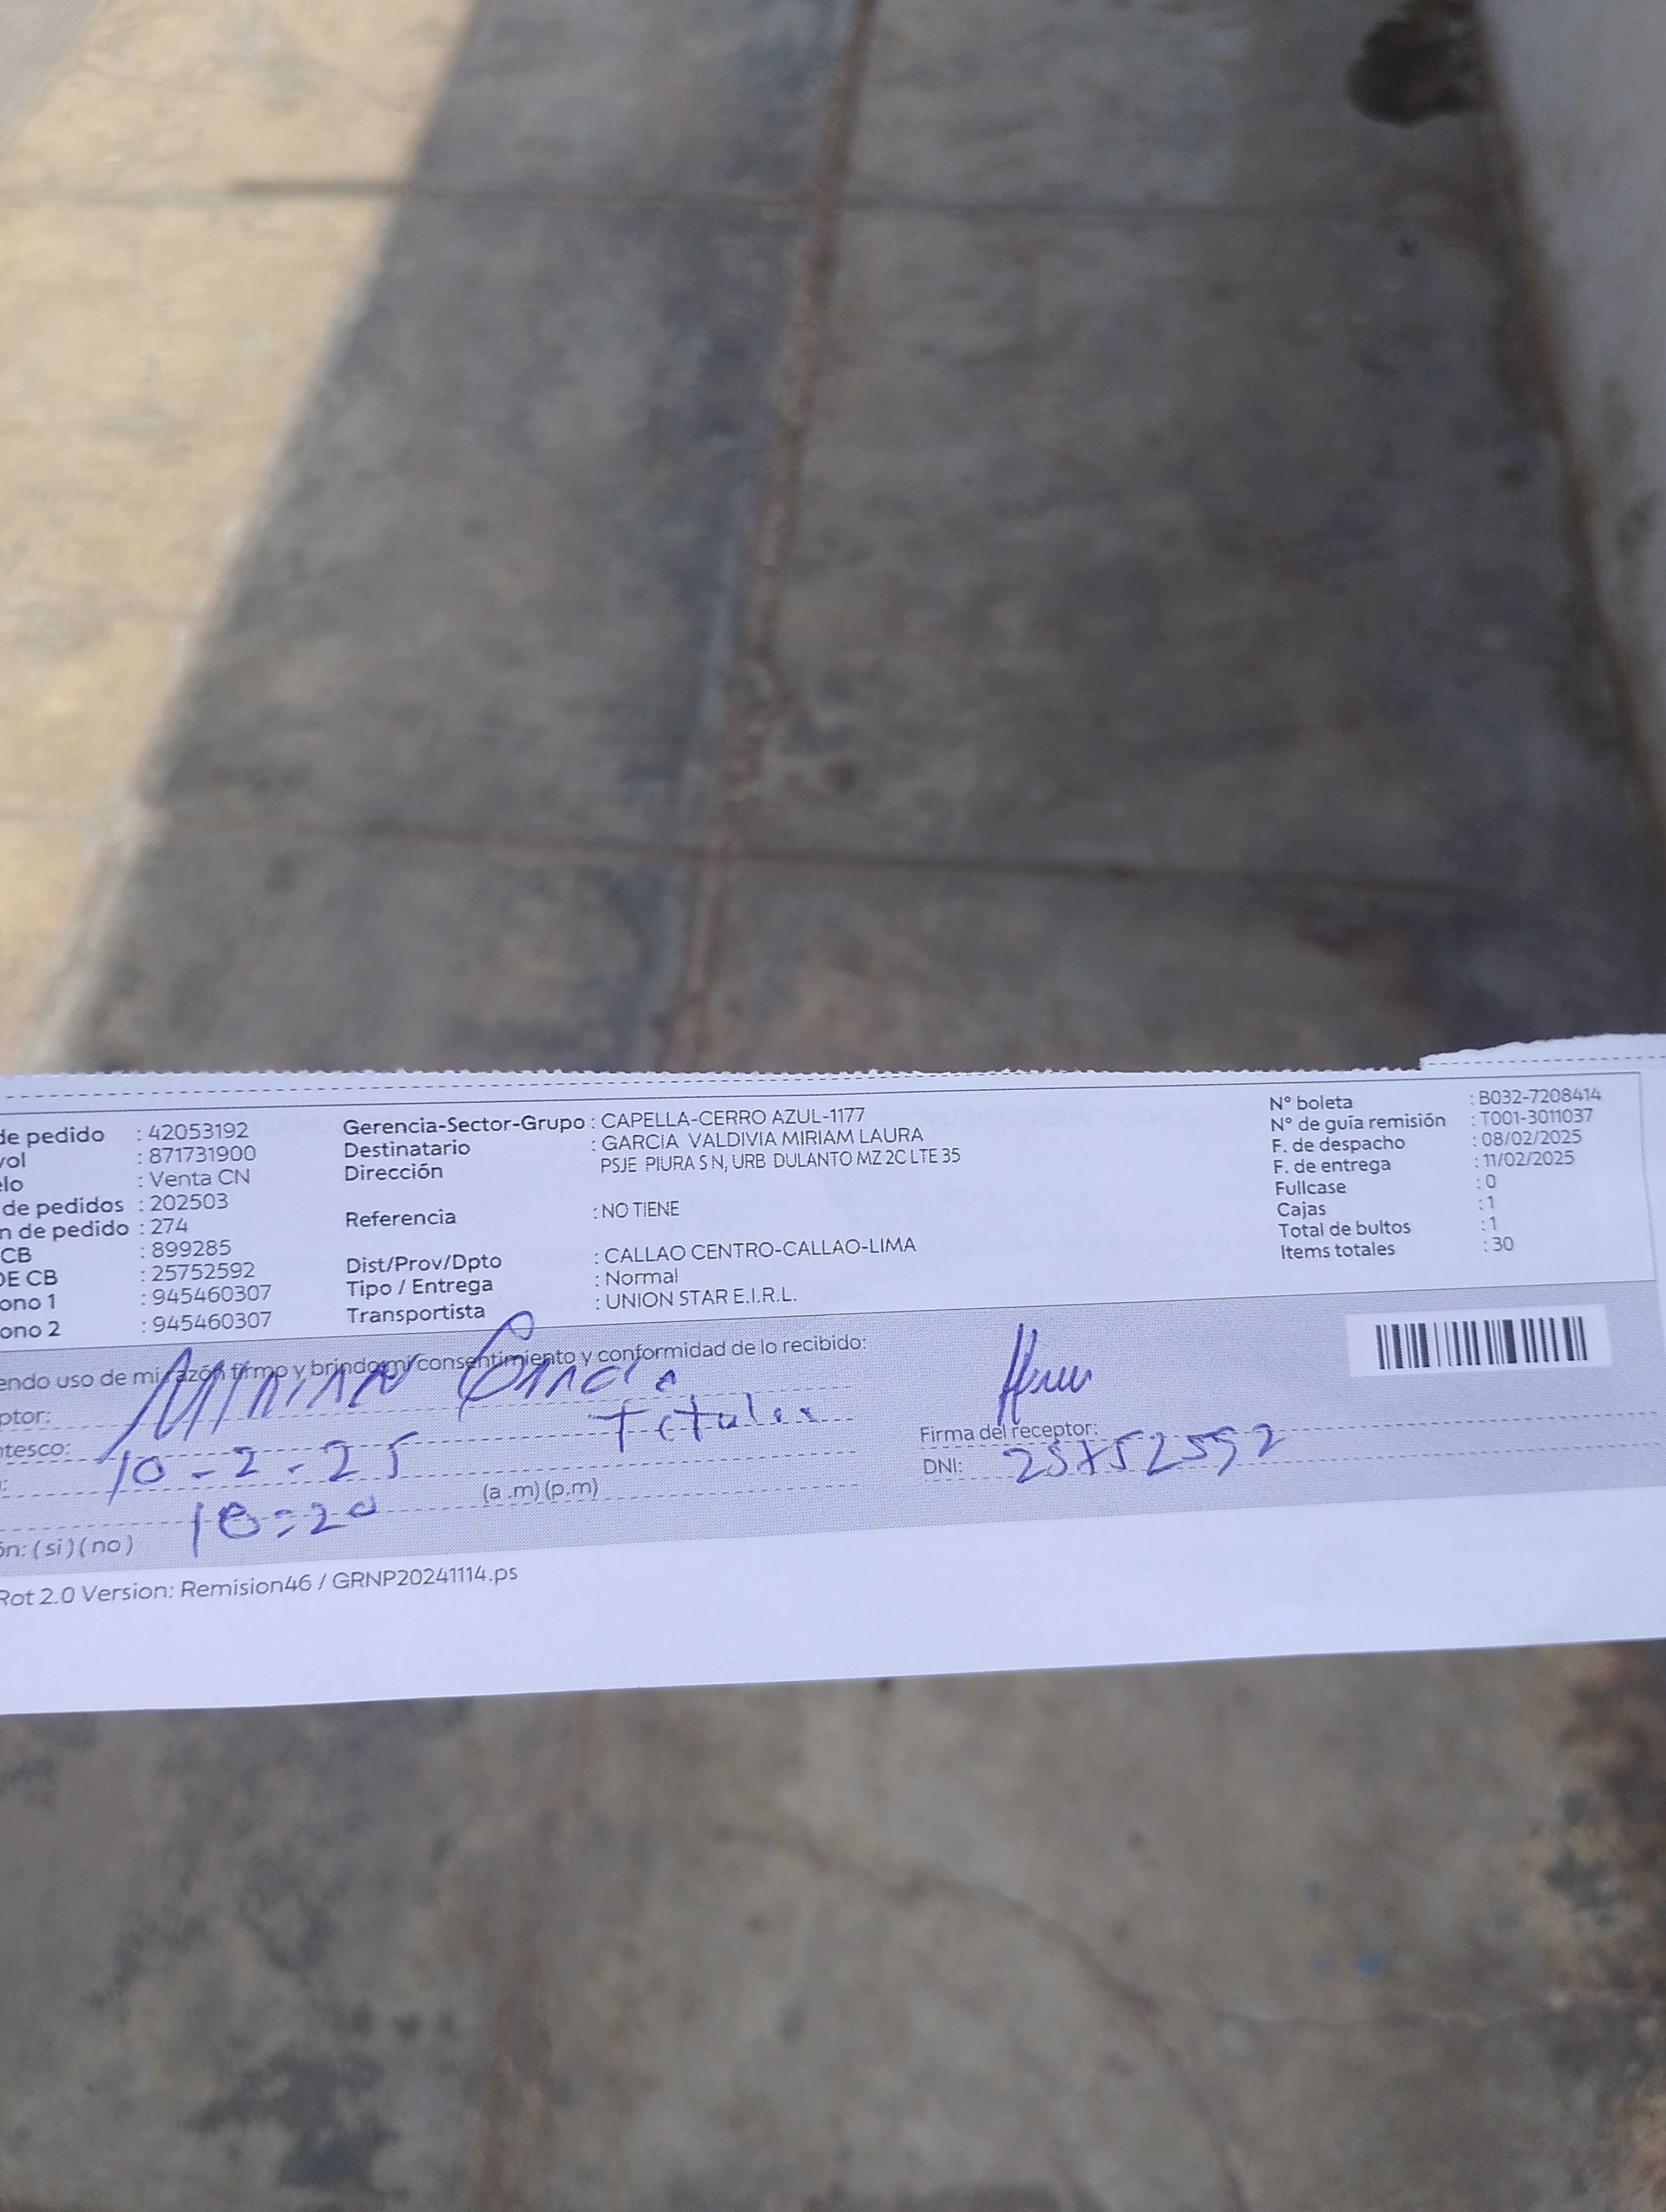 de pedido : 42053192
vol : 871731900
elo : Venta CN
de pedidos : 202503
n de pedido : 274
CB : 899285
DE CB : 25752592
ono 1 : 945460307
ono 2 : 945460307
Gerencia-Sector-Grupo : CAPELLA-CERRO AZUL-1177
Destinatario : GARCIA VALDIVIA MIRIAM LAURA
Dirección PSJE PIURA S N, URB DULANTO MZ 2C LTE 35
Referencia : NO TIENE
Dist/Prov/Dpto : CALLAO CENTRO-CALLAO-LIMA
Tipo / Entrega : Normal
Transportista : UNION STAR E.I.R.L.
N° boleta : B032-7208414
N° de guía remisión : T001-3011037
F. de despacho : 08/02/2025
F. de entrega : 11/02/2025
Fullcase : 0
Cajas : 1
Total de bultos : 1
Items totales : 30
endo uso de mi razón firmo y brindo mi consentimiento y conformidad de lo recibido:
ptor:
ntesco: Titular
10-2-25
(a .m) (p.m)
ón: (si) (no)
Firma del receptor:
DNI: 25752592
Rot 2.0 Version: Remision46 / GRNP20241114.ps